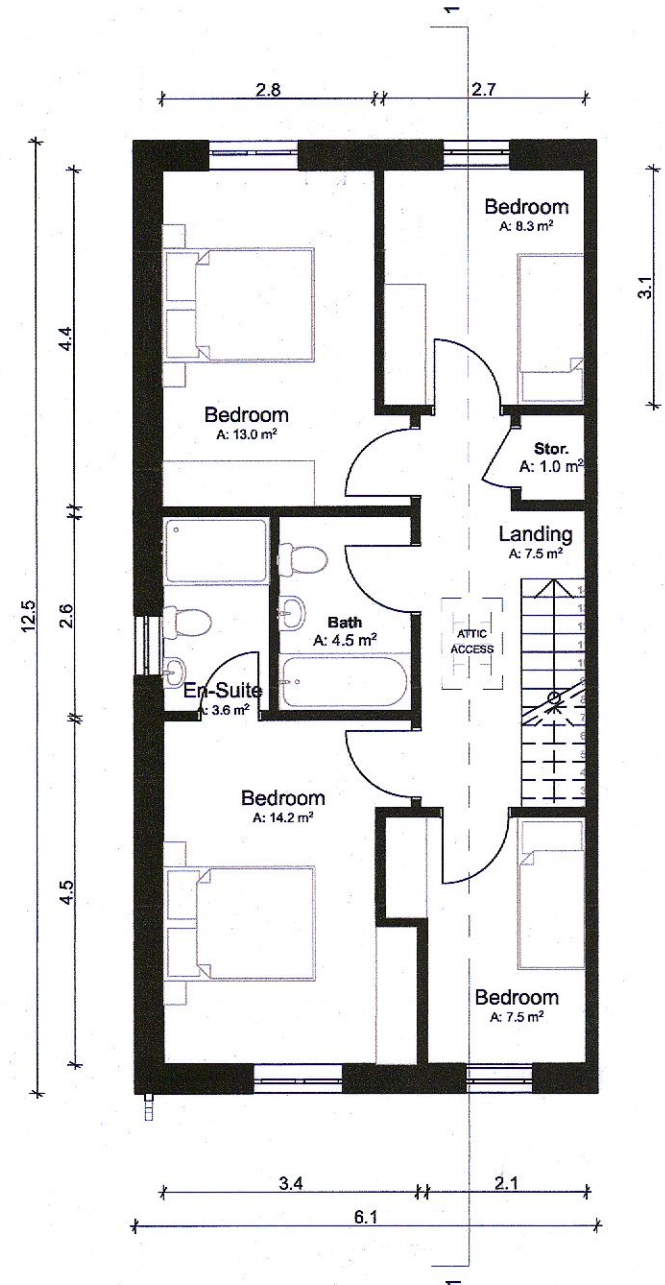 1
2.8
2.7
Bedroom
A: 8.3 m²
3.1
4.4
Bedroom
A: 13.0 m²
Stor.
A: 1.0 m²
Landing
A: 7.5 m²
12.5
2.6
Bath
A: 4.5 m²
ATTIC
ACCESS
En-Suite
A: 3.6 m²
Bedroom
A: 14.2 m²
4.5
Bedroom
A: 7.5 m²
3.4
2.1
6.1
1